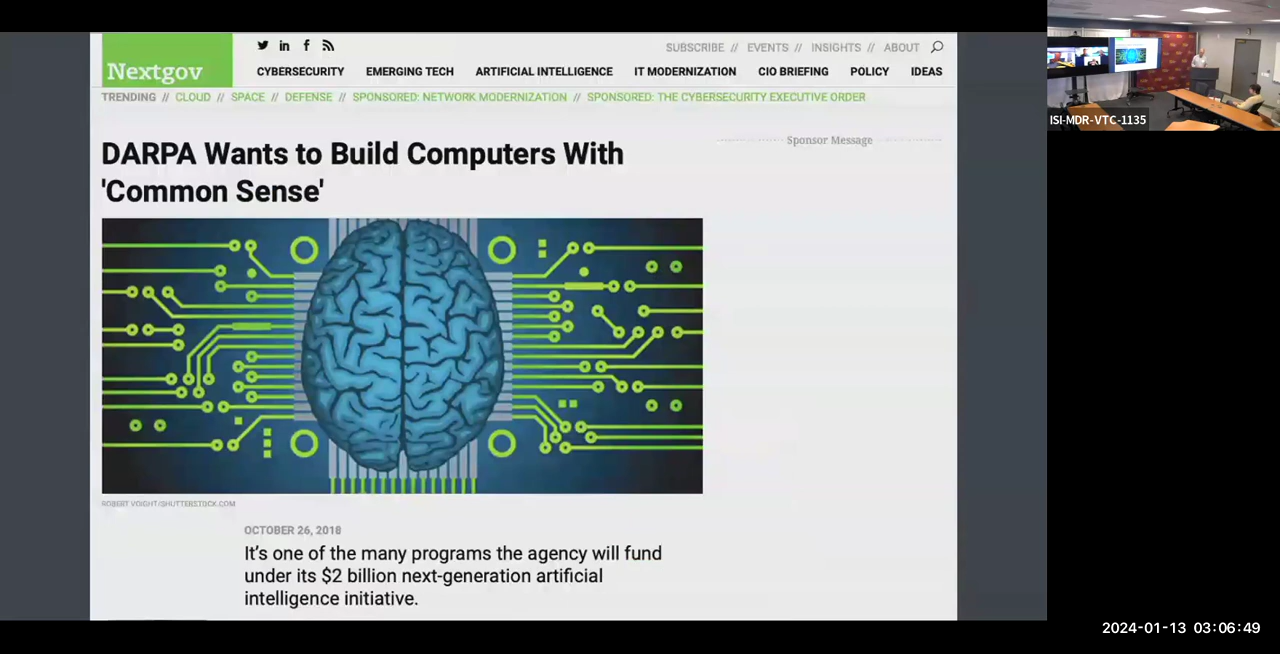 Nextgov
SUBSCRIBE // EVENTS // INSIGHTS // ABOUT
CYBERSECURITY EMERGING TECH ARTIFICIAL INTELLIGENCE IT MODERNIZATION CIO BRIEFING POLICY IDEAS
TRENDING // CLOUD // SPACE // DEFENSE // SPONSORED: NETWORK MODERNIZATION // SPONSORED: THE CYBERSECURITY EXECUTIVE ORDER
Sponsor Message
DARPA Wants to Build Computers With
'Common Sense'
ROBERT VOIGHT/SHUTTERSTOCK.COM
OCTOBER 26, 2018
It's one of the many programs the agency will fund
under its $2 billion next-generation artificial
intelligence initiative.
ISI-MDR-VTC-1135
2024-01-13 03:06:49